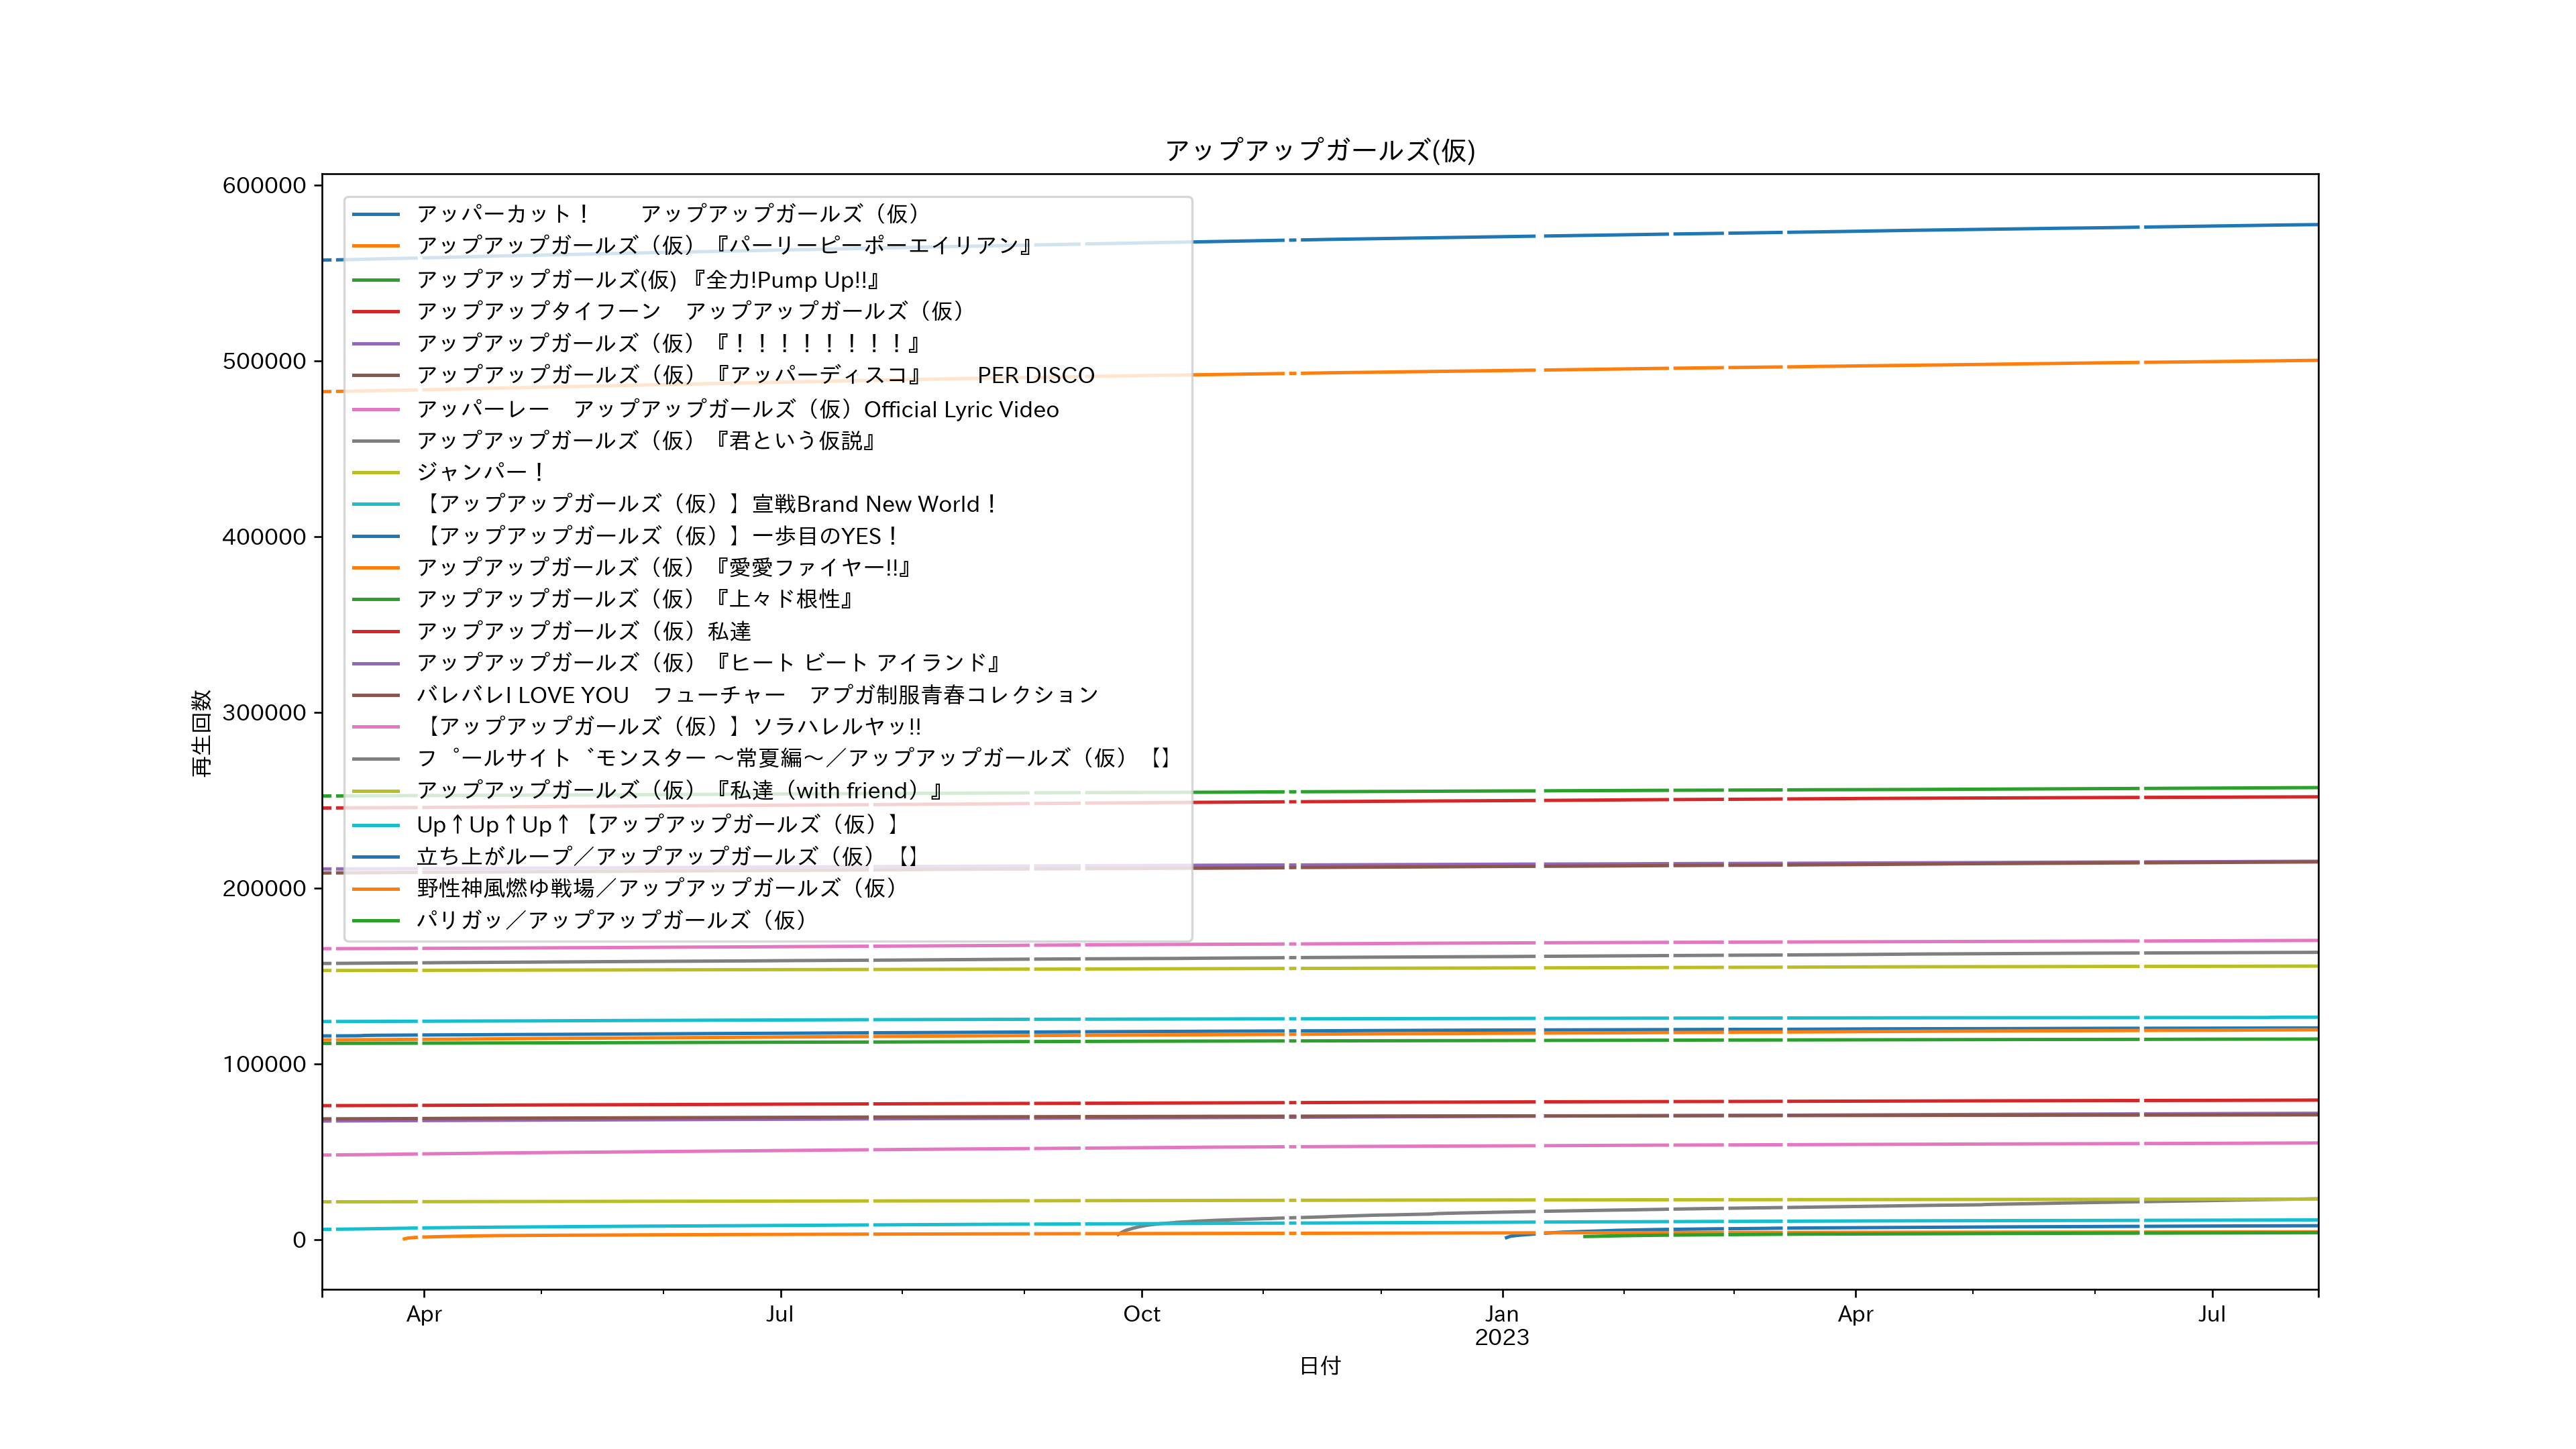 アップアップガールズ(仮)
600000
500000
400000
300000
200000
100000
0
再生回数
アッパーカット！　　アップアップガールズ（仮）
アップアップガールズ（仮）『パーリーピーポーエイリアン』
アップアップガールズ(仮) 『全力!Pump Up!!』
アップアップタイフーン　アップアップガールズ（仮）
アップアップガールズ（仮）『！！！！！！！！』
アップアップガールズ（仮）『アッパーディスコ』　　PER DISCO
アッパーレー　アップアップガールズ（仮）Official Lyric Video
アップアップガールズ（仮）『君という仮説』
ジャンパー！
【アップアップガールズ（仮）】宣戦Brand New World！
【アップアップガールズ（仮）】一歩目のYES！
アップアップガールズ（仮）『愛愛ファイヤー!!』
アップアップガールズ（仮）『上々ド根性』
アップアップガールズ（仮）私達
アップアップガールズ（仮）『ヒート ビート アイランド』
バレバレI LOVE YOU　フューチャー　アプガ制服青春コレクション
【アップアップガールズ（仮）】ソラハレルヤッ!!
フ゜ールサイト゛モンスター ～常夏編～／アップアップガールズ（仮）【】
アップアップガールズ（仮）『私達（with friend）』
Up↑Up↑Up↑【アップアップガールズ（仮）】
立ち上がループ／アップアップガールズ（仮）【】
野性神風燃ゆ戦場／アップアップガールズ（仮）
パリガッ／アップアップガールズ（仮）
Apr
Jul
Oct
Jan
2023
Apr
Jul
日付